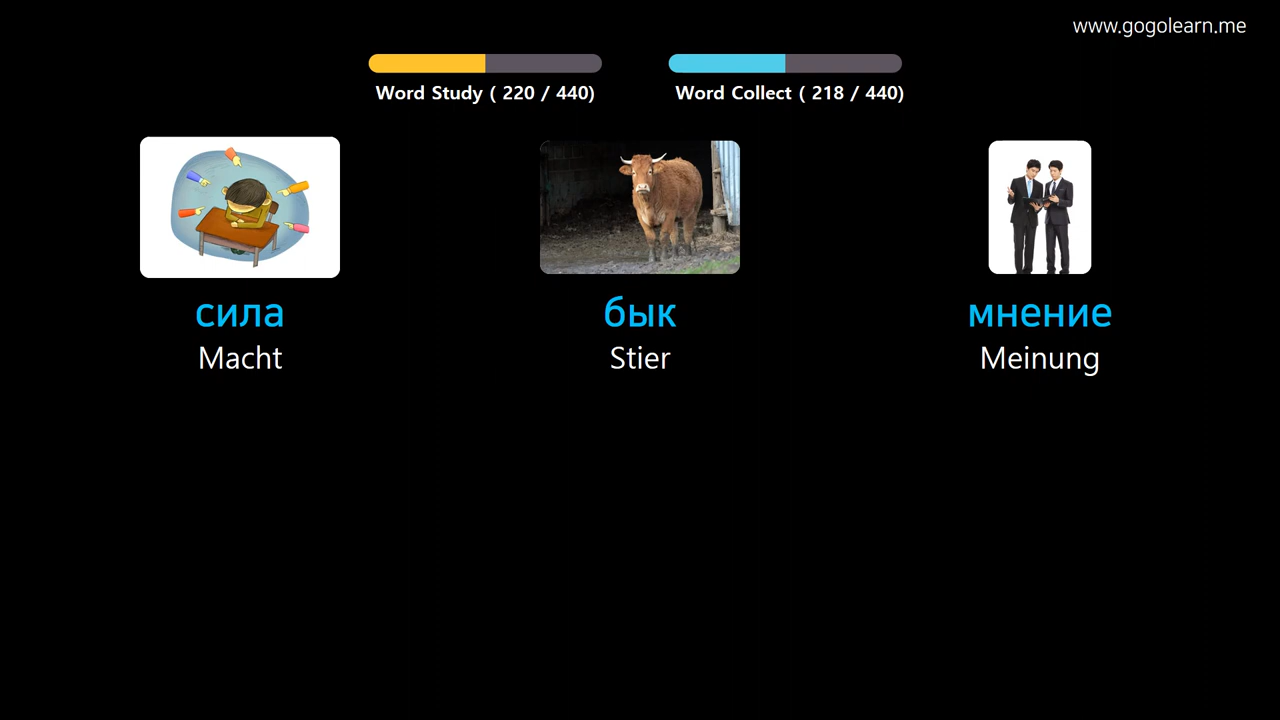 www.gogolearn.me
Word Study ( 220 / 440)
Word Collect ( 218 / 440)
сила
Macht
бык
Stier
мнение
Meinung